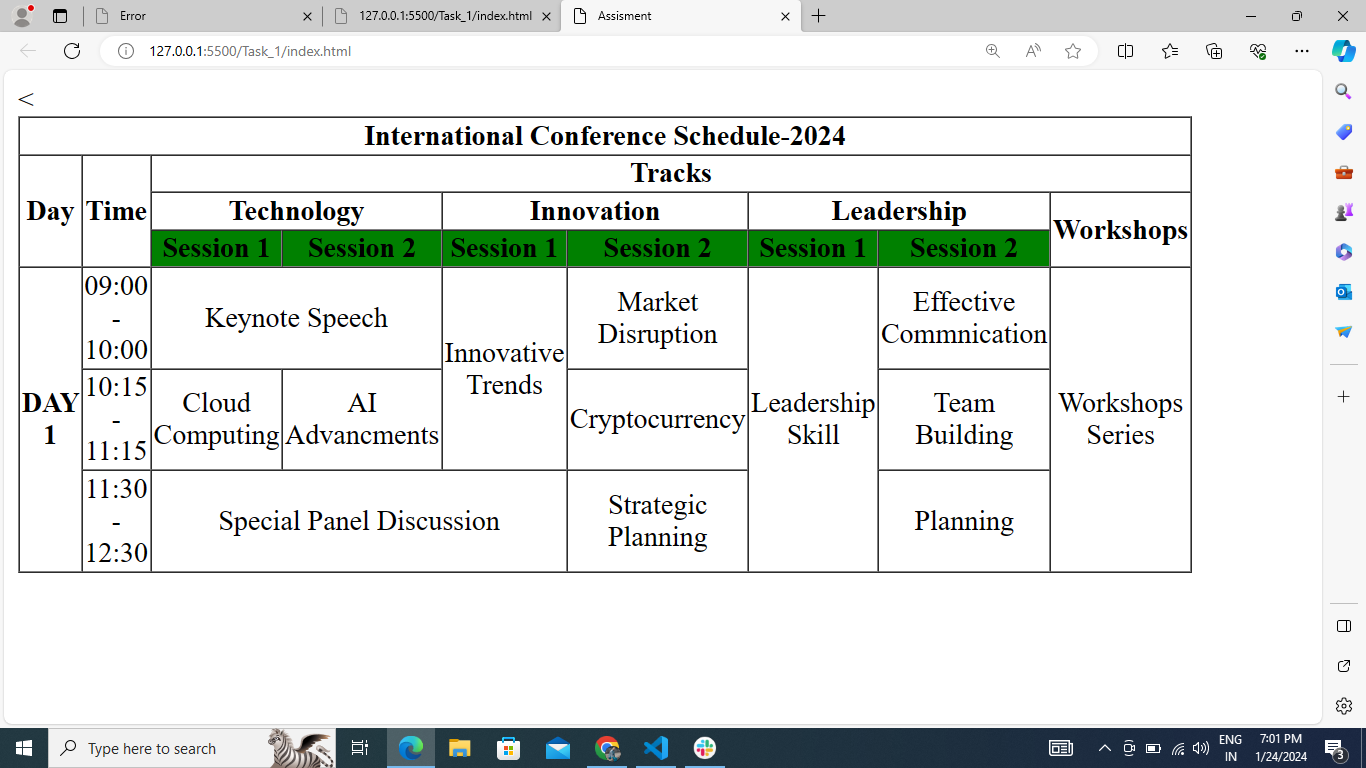 Error
127.0.0.1:5500/Task_1/index.html
Assisment
127.0.0.1:5500/Task_1/index.html
<
International Conference Schedule-2024
Day
Time
Tracks
Technology
Innovation
Leadership
Workshops
Session 1
Session 2
Session 1
Session 2
Session 1
Session 2
DAY
1
09:00
-
10:00
Keynote Speech
Innovative
Trends
Market
Disruption
Leadership
Skill
Effective
Commnication
Workshops
Series
10:15
-
11:15
Cloud
Computing
AI
Advancments
Cryptocurrency
Team
Building
11:30
-
12:30
Special Panel Discussion
Strategic
Planning
Planning
Type here to search
ENG
IN
7:01 PM
1/24/2024
3